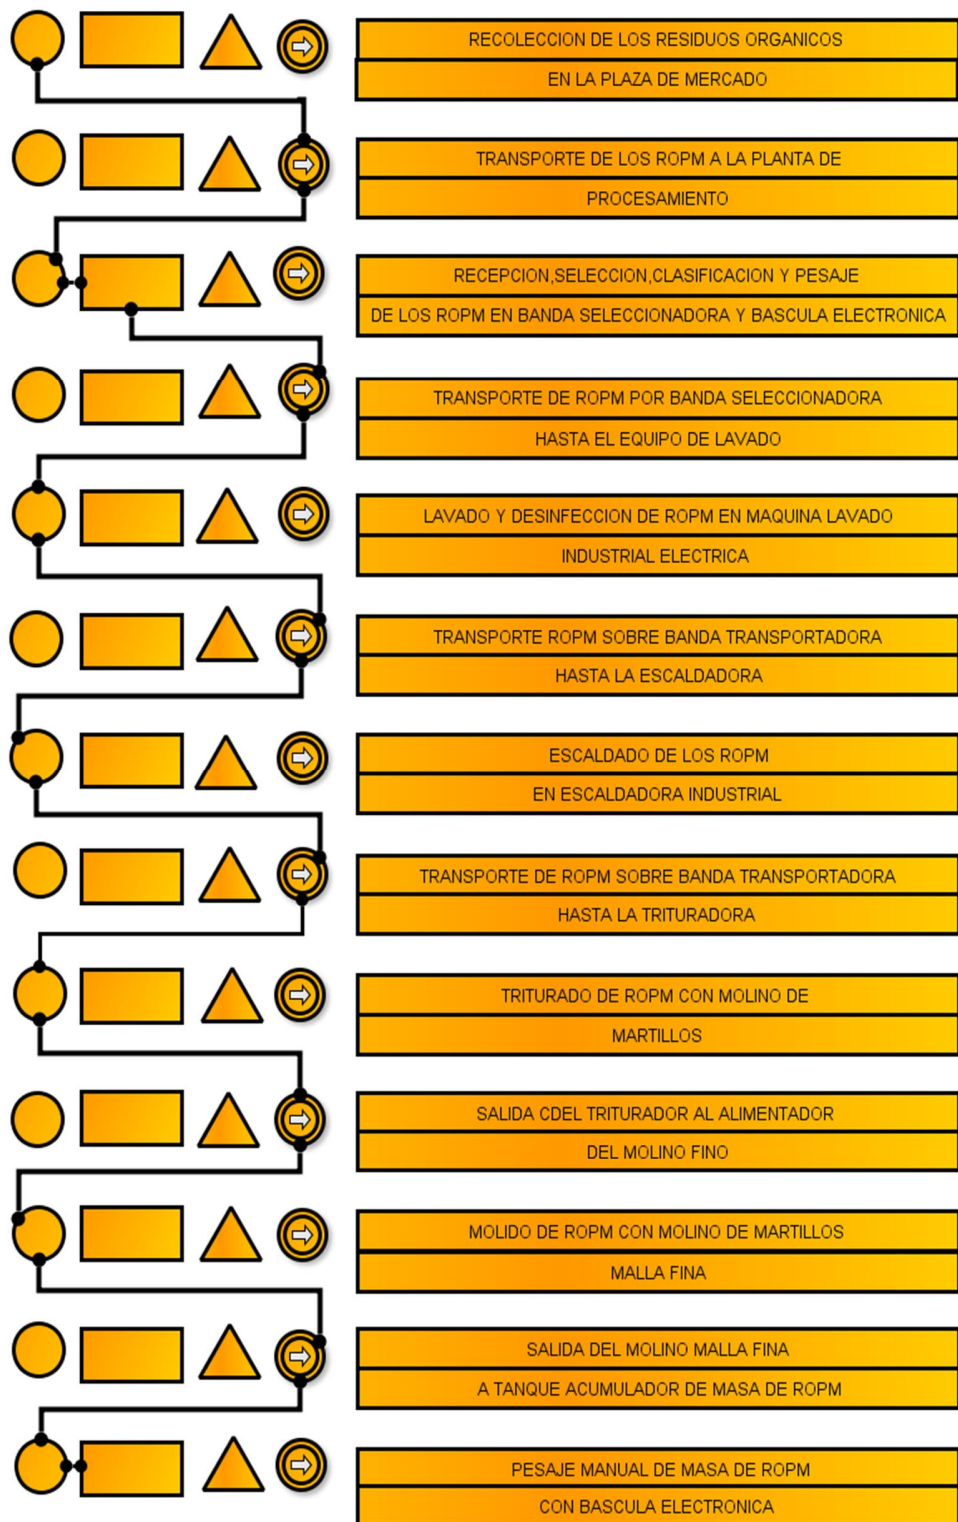 RECOLECCION DE LOS RESIDUOS ORGANICOS
EN LA PLAZA DE MERCADO
TRANSPORTE DE LOS ROPM A LA PLANTA DE
PROCESAMIENTO
RECEPCION,SELECCION,CLASIFICACION Y PESAJE
DE LOS ROPM EN BANDA SELECCIONADORA Y BASCULA ELECTRONICA
TRANSPORTE DE ROPM POR BANDA SELECCIONADORA
HASTA EL EQUIPO DE LAVADO
LAVADO Y DESINFECCION DE ROPM EN MAQUINA LAVADO
INDUSTRIAL ELECTRICA
TRANSPORTE ROPM SOBRE BANDA TRANSPORTADORA
HASTA LA ESCALDADORA
ESCALDADO DE LOS ROPM
EN ESCALDADORA INDUSTRIAL
TRANSPORTE DE ROPM SOBRE BANDA TRANSPORTADORA
HASTA LA TRITURADORA
TRITURADO DE ROPM CON MOLINO DE
MARTILLOS
SALIDA CDEL TRITURADOR AL ALIMENTADOR
DEL MOLINO FINO
MOLIDO DE ROPM CON MOLINO DE MARTILLOS
MALLA FINA
SALIDA DEL MOLINO MALLA FINA
A TANQUE ACUMULADOR DE MASA DE ROPM
PESAJE MANUAL DE MASA DE ROPM
CON BASCULA ELECTRONICA